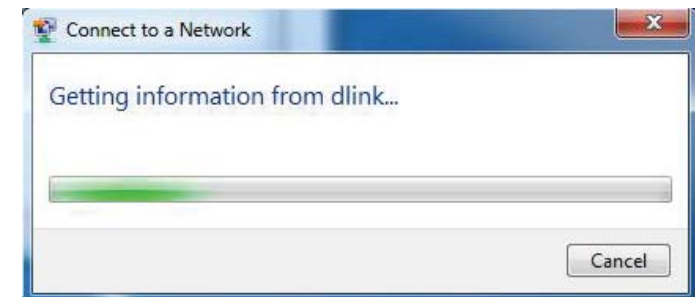 Connect to a Network
Getting information from dlink...
Cancel